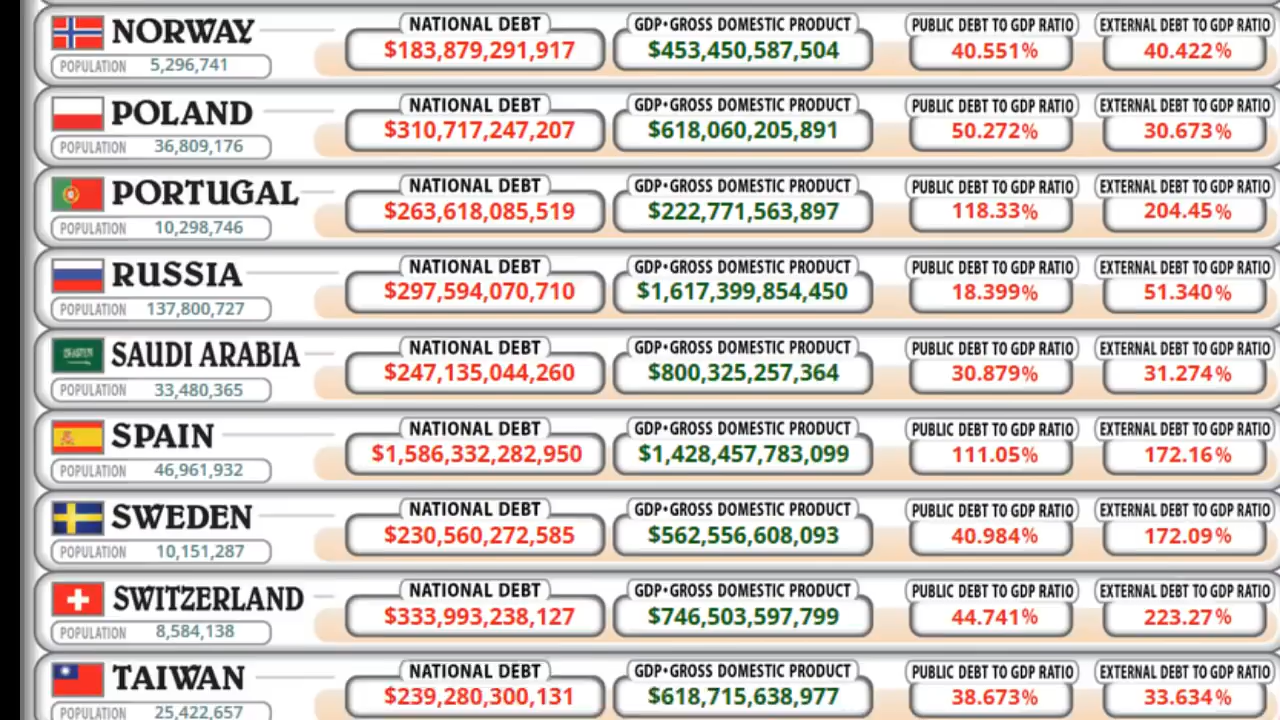 NATIONAL DEBT GDP•GROSS DOMESTIC PRODUCT PUBLIC DEBT TO GDP RATIO EXTERNAL DEBT TO GDP RATIO
NORWAY $183,879,291,917 $453,450,587,504 40.551% 40.422%
POPULATION 5,296,741
NATIONAL DEBT GDP•GROSS DOMESTIC PRODUCT PUBLIC DEBT TO GDP RATIO EXTERNAL DEBT TO GDP RATIO
POLAND $310,717,247,207 $618,060,205,891 50.272% 30.673%
POPULATION 36,809,176
NATIONAL DEBT GDP•GROSS DOMESTIC PRODUCT PUBLIC DEBT TO GDP RATIO EXTERNAL DEBT TO GDP RATIO
PORTUGAL $263,618,085,519 $222,771,563,897 118.33% 204.45%
POPULATION 10,298,746
NATIONAL DEBT GDP•GROSS DOMESTIC PRODUCT PUBLIC DEBT TO GDP RATIO EXTERNAL DEBT TO GDP RATIO
RUSSIA $297,594,070,710 $1,617,399,854,450 18.399% 51.340%
POPULATION 137,800,727
NATIONAL DEBT GDP•GROSS DOMESTIC PRODUCT PUBLIC DEBT TO GDP RATIO EXTERNAL DEBT TO GDP RATIO
SAUDI ARABIA $247,135,044,260 $800,325,257,364 30.879% 31.274%
POPULATION 33,480,365
NATIONAL DEBT GDP•GROSS DOMESTIC PRODUCT PUBLIC DEBT TO GDP RATIO EXTERNAL DEBT TO GDP RATIO
SPAIN $1,586,332,282,950 $1,428,457,783,099 111.05% 172.16%
POPULATION 46,961,932
NATIONAL DEBT GDP•GROSS DOMESTIC PRODUCT PUBLIC DEBT TO GDP RATIO EXTERNAL DEBT TO GDP RATIO
SWEDEN $230,560,272,585 $562,556,608,093 40.984% 172.09%
POPULATION 10,151,287
NATIONAL DEBT GDP•GROSS DOMESTIC PRODUCT PUBLIC DEBT TO GDP RATIO EXTERNAL DEBT TO GDP RATIO
SWITZERLAND $333,993,238,127 $746,503,597,799 44.741% 223.27%
POPULATION 8,584,138
NATIONAL DEBT GDP•GROSS DOMESTIC PRODUCT PUBLIC DEBT TO GDP RATIO EXTERNAL DEBT TO GDP RATIO
TAIWAN $239,280,300,131 $618,715,638,977 38.673% 33.634%
POPULATION 25,422,657